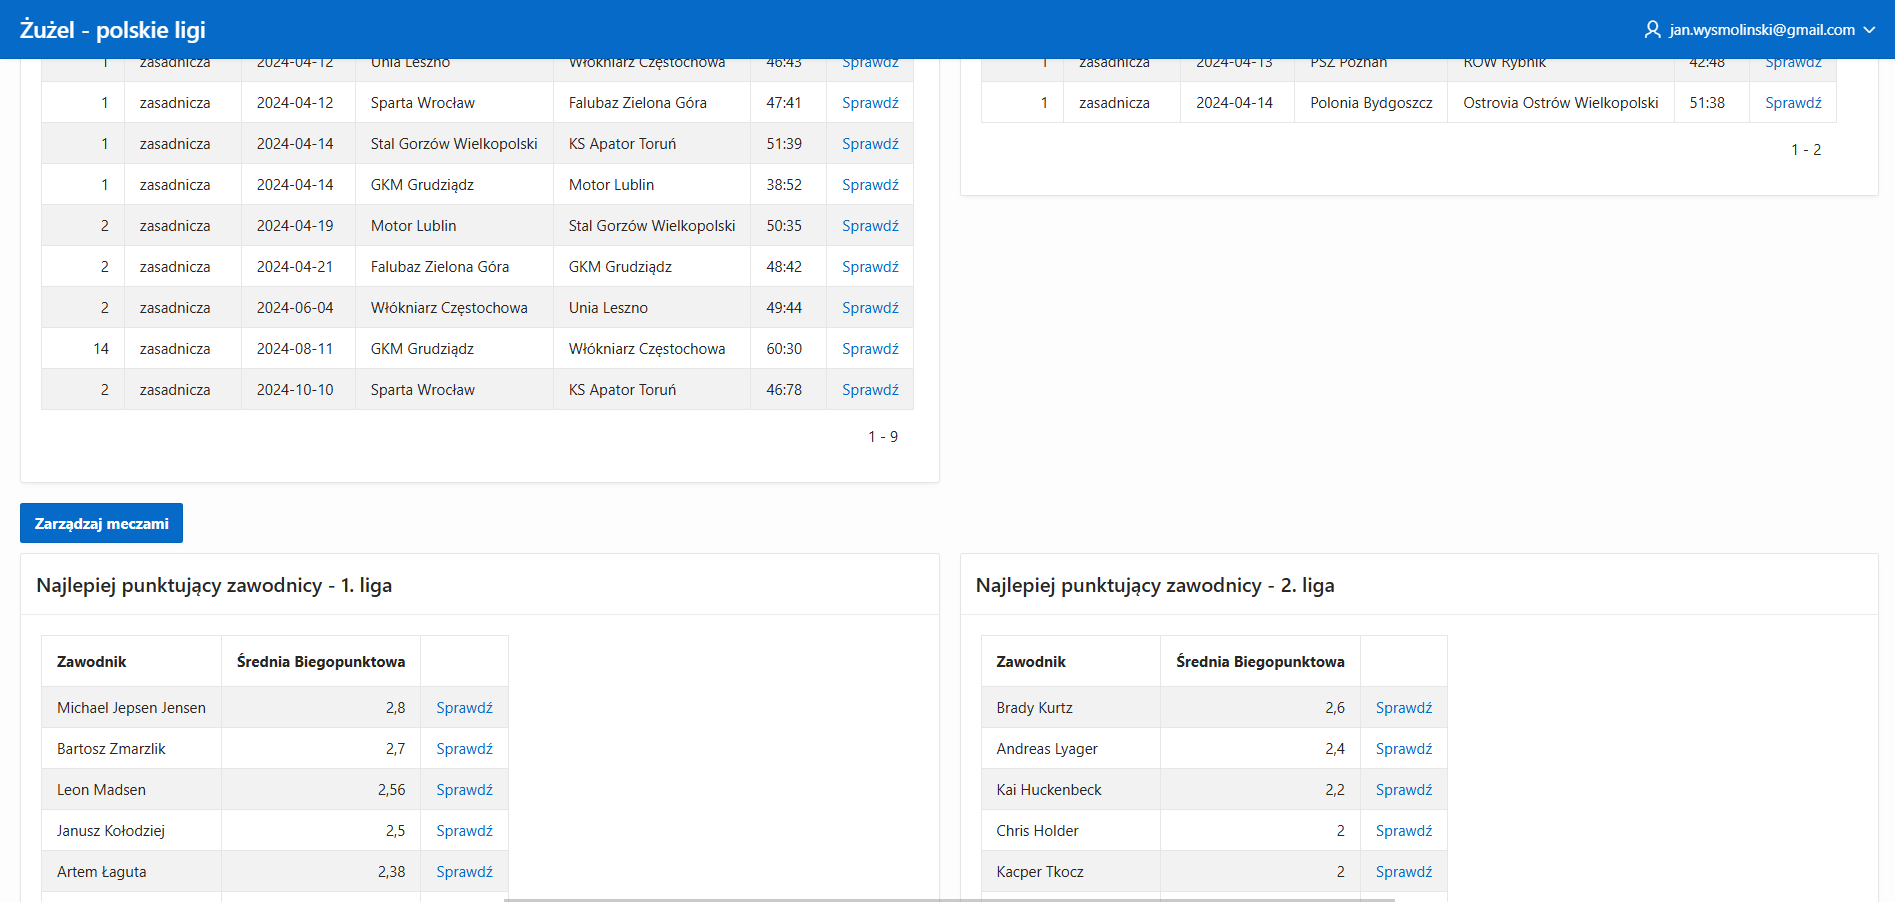 Żużel - polskie ligi
jan.wysmolinski@gmail.com
1 zasadnicza 2024-04-12 Unia Leszno Włókniarz Częstochowa 46:43 Sprawdź
1 zasadnicza 2024-04-12 Sparta Wrocław Falubaz Zielona Góra 47:41 Sprawdź
1 zasadnicza 2024-04-14 Stal Gorzów Wielkopolski KS Apator Toruń 51:39 Sprawdź
1 zasadnicza 2024-04-14 GKM Grudziądz Motor Lublin 38:52 Sprawdź
2 zasadnicza 2024-04-19 Motor Lublin Stal Gorzów Wielkopolski 50:35 Sprawdź
2 zasadnicza 2024-04-21 Falubaz Zielona Góra GKM Grudziądz 48:42 Sprawdź
2 zasadnicza 2024-06-04 Włókniarz Częstochowa Unia Leszno 49:44 Sprawdź
14 zasadnicza 2024-08-11 GKM Grudziądz Włókniarz Częstochowa 60:30 Sprawdź
2 zasadnicza 2024-10-10 Sparta Wrocław KS Apator Toruń 46:78 Sprawdź
1 - 9
1 zasadnicza 2024-04-13 PSŻ Poznań ROW Rybnik 42:48 Sprawdź
1 zasadnicza 2024-04-14 Polonia Bydgoszcz Ostrovia Ostrów Wielkopolski 51:38 Sprawdź
1 - 2
Zarządzaj meczami
Najlepiej punktujący zawodnicy - 1. liga
Zawodnik Średnia Biegopunktowa
Michael Jepsen Jensen 2,8 Sprawdź
Bartosz Zmarzlik 2,7 Sprawdź
Leon Madsen 2,56 Sprawdź
Janusz Kołodziej 2,5 Sprawdź
Artem Łaguta 2,38 Sprawdź
Najlepiej punktujący zawodnicy - 2. liga
Zawodnik Średnia Biegopunktowa
Brady Kurtz 2,6 Sprawdź
Andreas Lyager 2,4 Sprawdź
Kai Huckenbeck 2,2 Sprawdź
Chris Holder 2 Sprawdź
Kacper Tkocz 2 Sprawdź